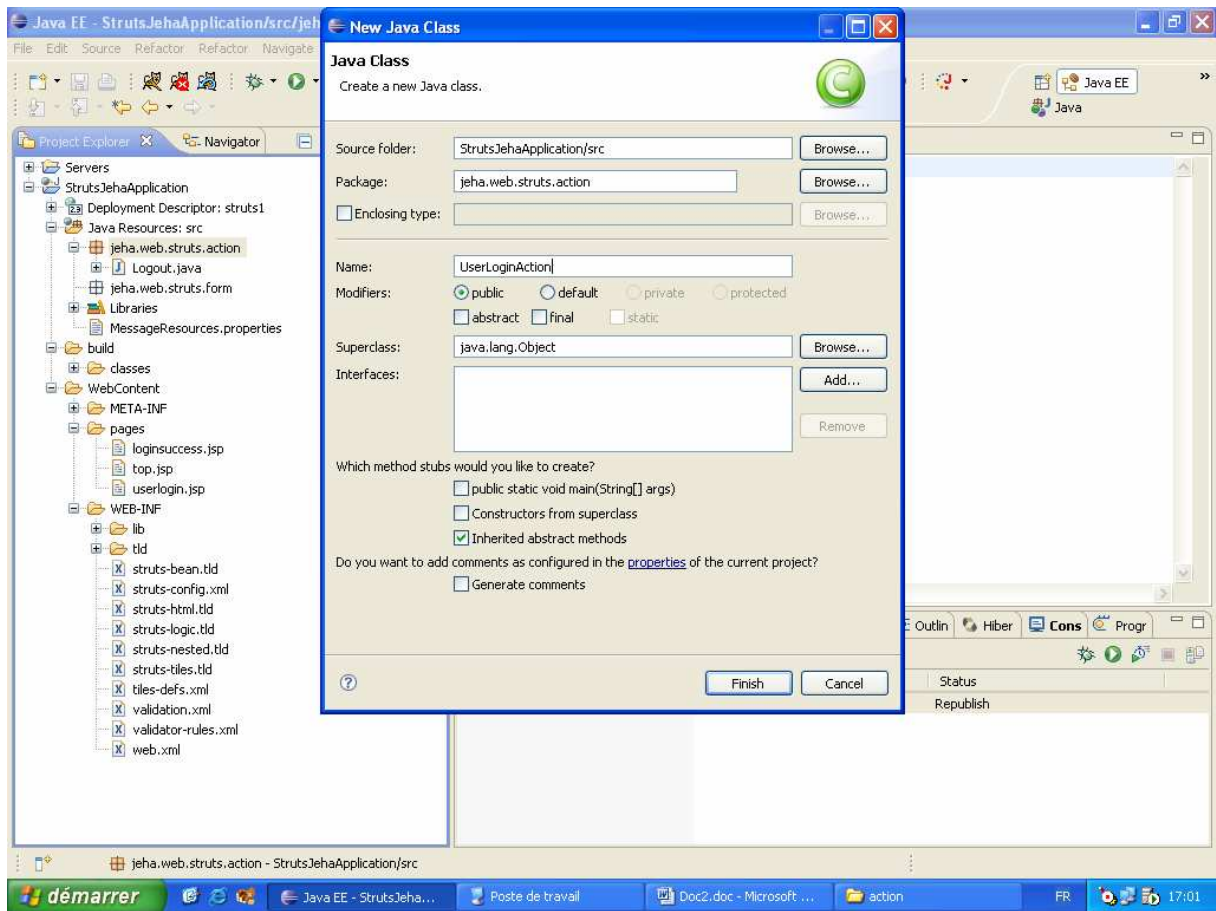 Java EE - StrutsJehaApplication/src/jeh
File Edit Source Refactor Refactor Navigate
Java EE
»
Java
Project Explorer
Navigator
Servers
StrutsJehaApplication
Deployment Descriptor: struts1
Java Resources: src
jeha.web.struts.action
Logout.java
jeha.web.struts.form
Libraries
MessageResources.properties
build
classes
WebContent
META-INF
pages
loginsuccess.jsp
top.jsp
userlogin.jsp
WEB-INF
lib
tld
struts-bean.tld
struts-config.xml
struts-html.tld
struts-logic.tld
struts-nested.tld
struts-tiles.tld
tiles-defs.xml
validation.xml
validator-rules.xml
web.xml
New Java Class
Java Class
Create a new Java class.
Source folder: StrutsJehaApplication/src Browse...
Package: jeha.web.struts.action Browse...
Enclosing type: Browse...
Name: UserLoginAction
Modifiers: public default private protected
abstract final static
Superclass: java.lang.Object Browse...
Interfaces: Add...
Remove
Which method stubs would you like to create?
public static void main(String[] args)
Constructors from superclass
Inherited abstract methods
Do you want to add comments as configured in the properties of the current project?
Generate comments
Finish Cancel
Outlin Hiber Cons Progr
Status
Republish
jeha.web.struts.action - StrutsJehaApplication/src
démarrer
Java EE - StrutsJeha...
Poste de travail
Doc2.doc - Microsoft ...
action
FR
17:01